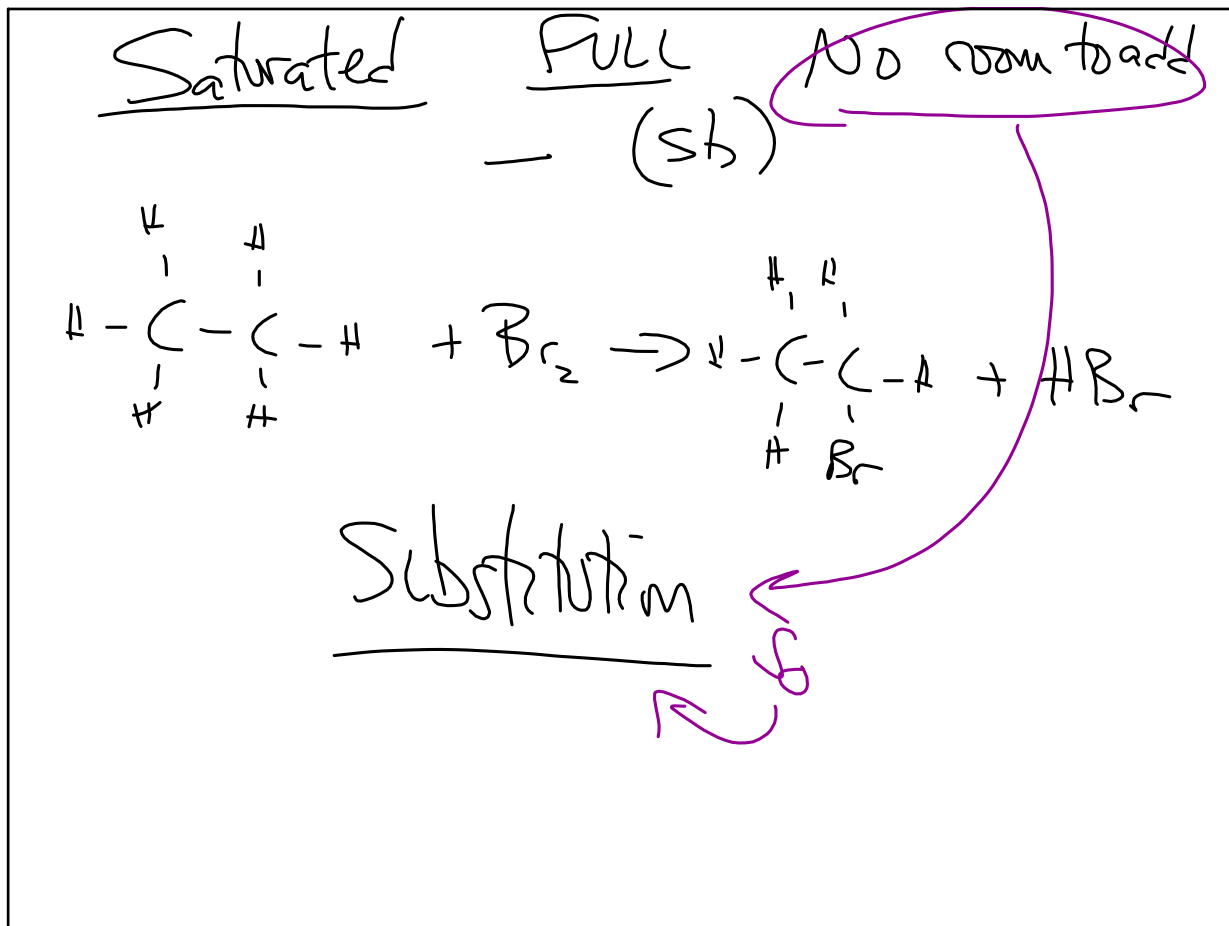 Saturated FULL No room to add
— (sb)
H H H H
H - C - C - H + Br₂ → H - C - C - H + HBr
H H H Br
Substitution